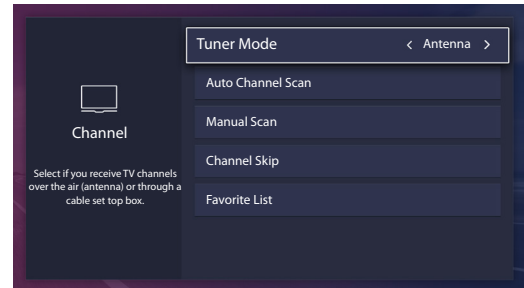 Channel
Select if you receive TV channels
over the air (antenna) or through a
cable set top box.
Tuner Mode
< Antenna >
Auto Channel Scan
Manual Scan
Channel Skip
Favorite List